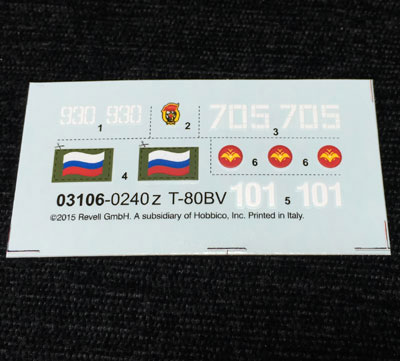 930 930 705 705
1 2 3
4 6 6
101 5 101
03106-0240 z T-80BV
©2015 Revell GmbH. A subsidiary of Hobbico, Inc. Printed in Italy.